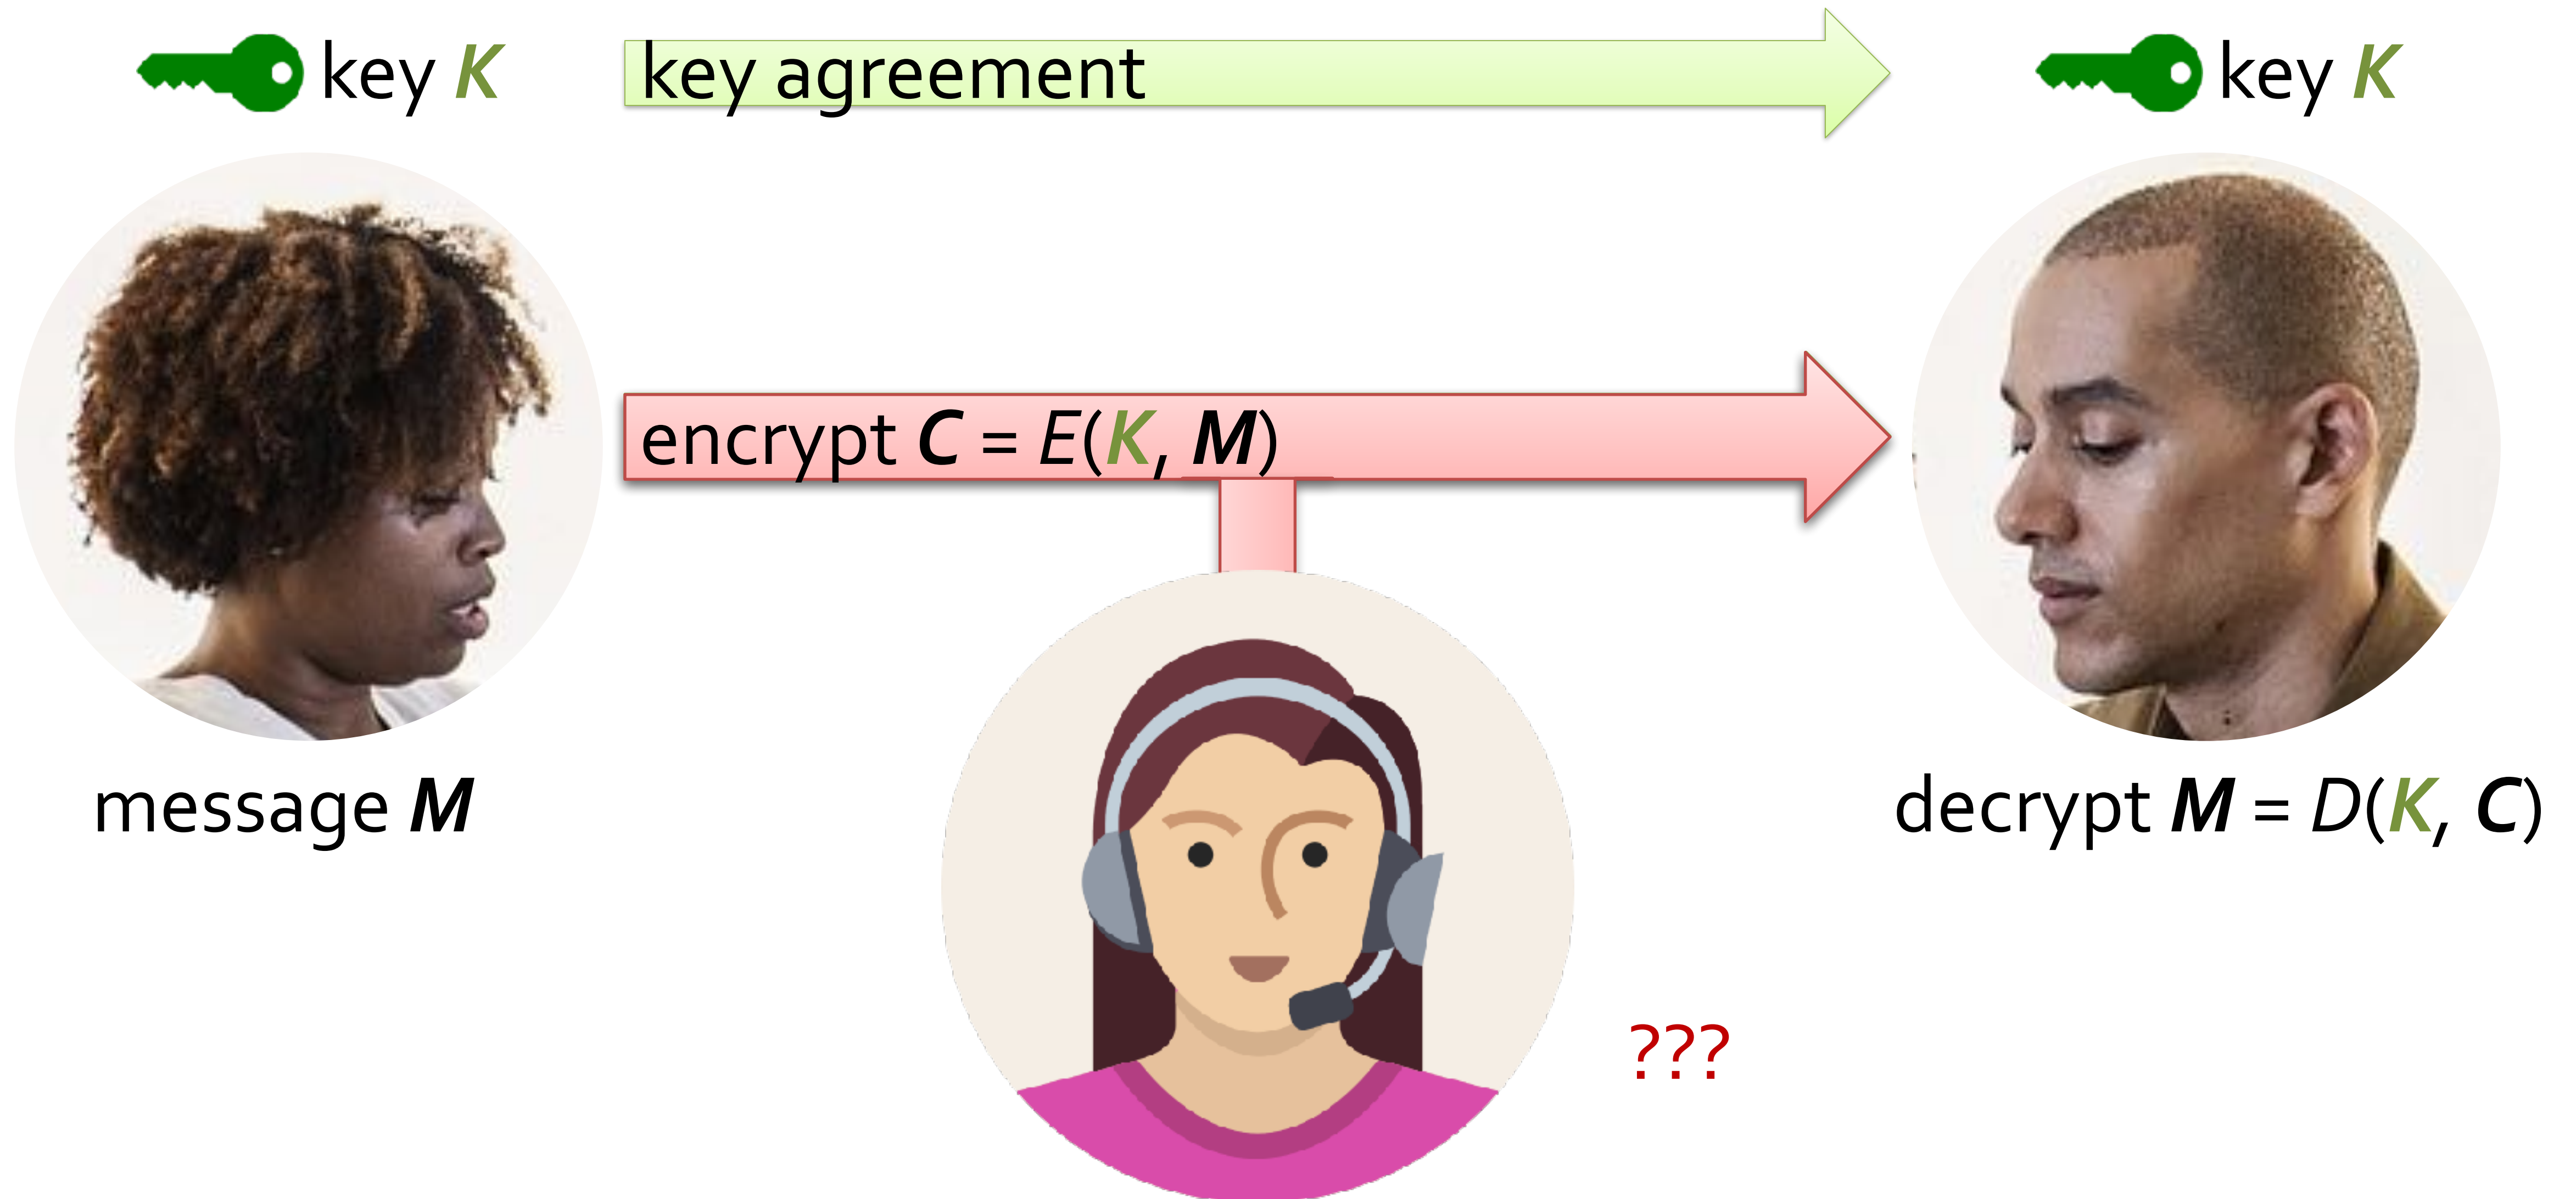 key K
key agreement
key K
encrypt C = E(K, M)
message M
decrypt M = D(K, C)
???